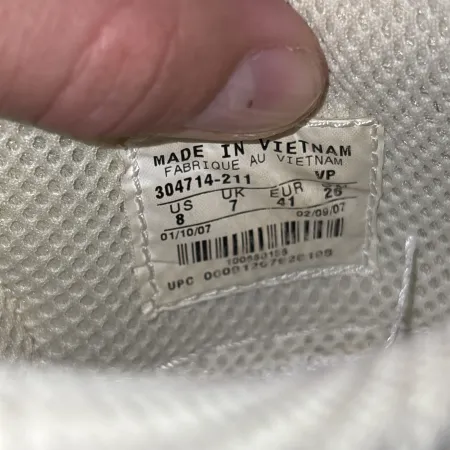 MADE IN VIETNAM
FABRIQUE AU VIETNAM
304714-211 VP
US UK EUR
8 7 41 26
01/10/07 02/09/07
UPC